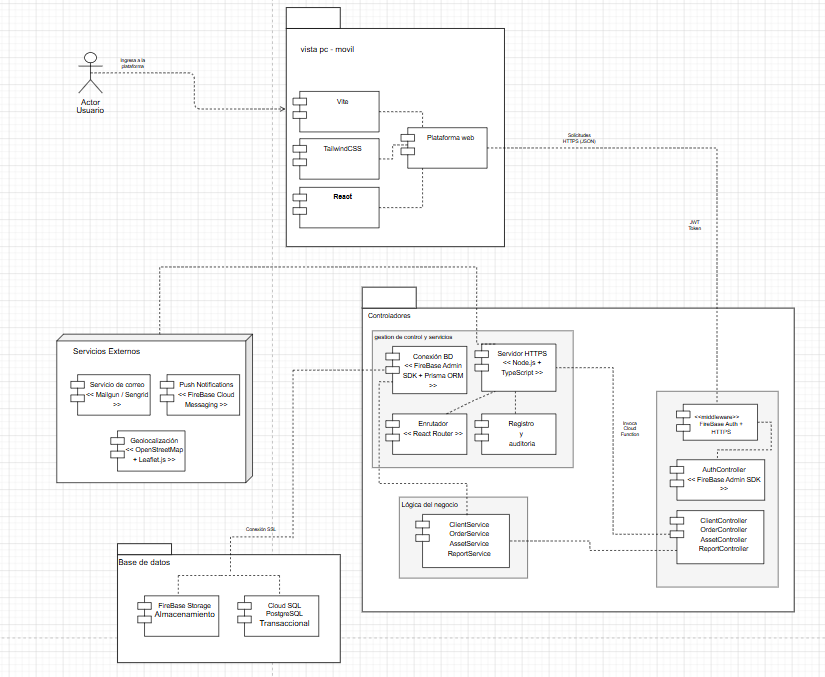 vista pc - movil
Ingresa a la
plataforma
Actor
Usuario
Vite
TailwindCSS
React
Plataforma web
Solicitudes
HTTPS (JSON)
JWT
Token
Controladores
gestion de control y servicios
Conexión BD
<< FireBase Admin
SDK + Prisma ORM
>>
Servidor HTTPS
<< Node.js +
TypeScript >>
Enrutador
<< React Router >>
Registro
y
auditoria
Invoca
Cloud
Function
<<middleware>>
FireBase Auth +
HTTPS
AuthController
<< FireBase Admin SDK
>>
ClientController
OrderController
AssetController
ReportController
Lógica del negocio
ClientService
OrderService
AssetService
ReportService
Servicios Externos
Servicio de correo
<< Mailgun / Sengrid
>>
Push Notifications
<< FireBase Cloud
Messaging >>
Geolocalización
<< OpenStreetMap
+ Leaflet.js >>
Conexión SSL
Base de datos
FireBase Storage
Almacenamiento
Cloud SQL
PostgreSQL
Transaccional